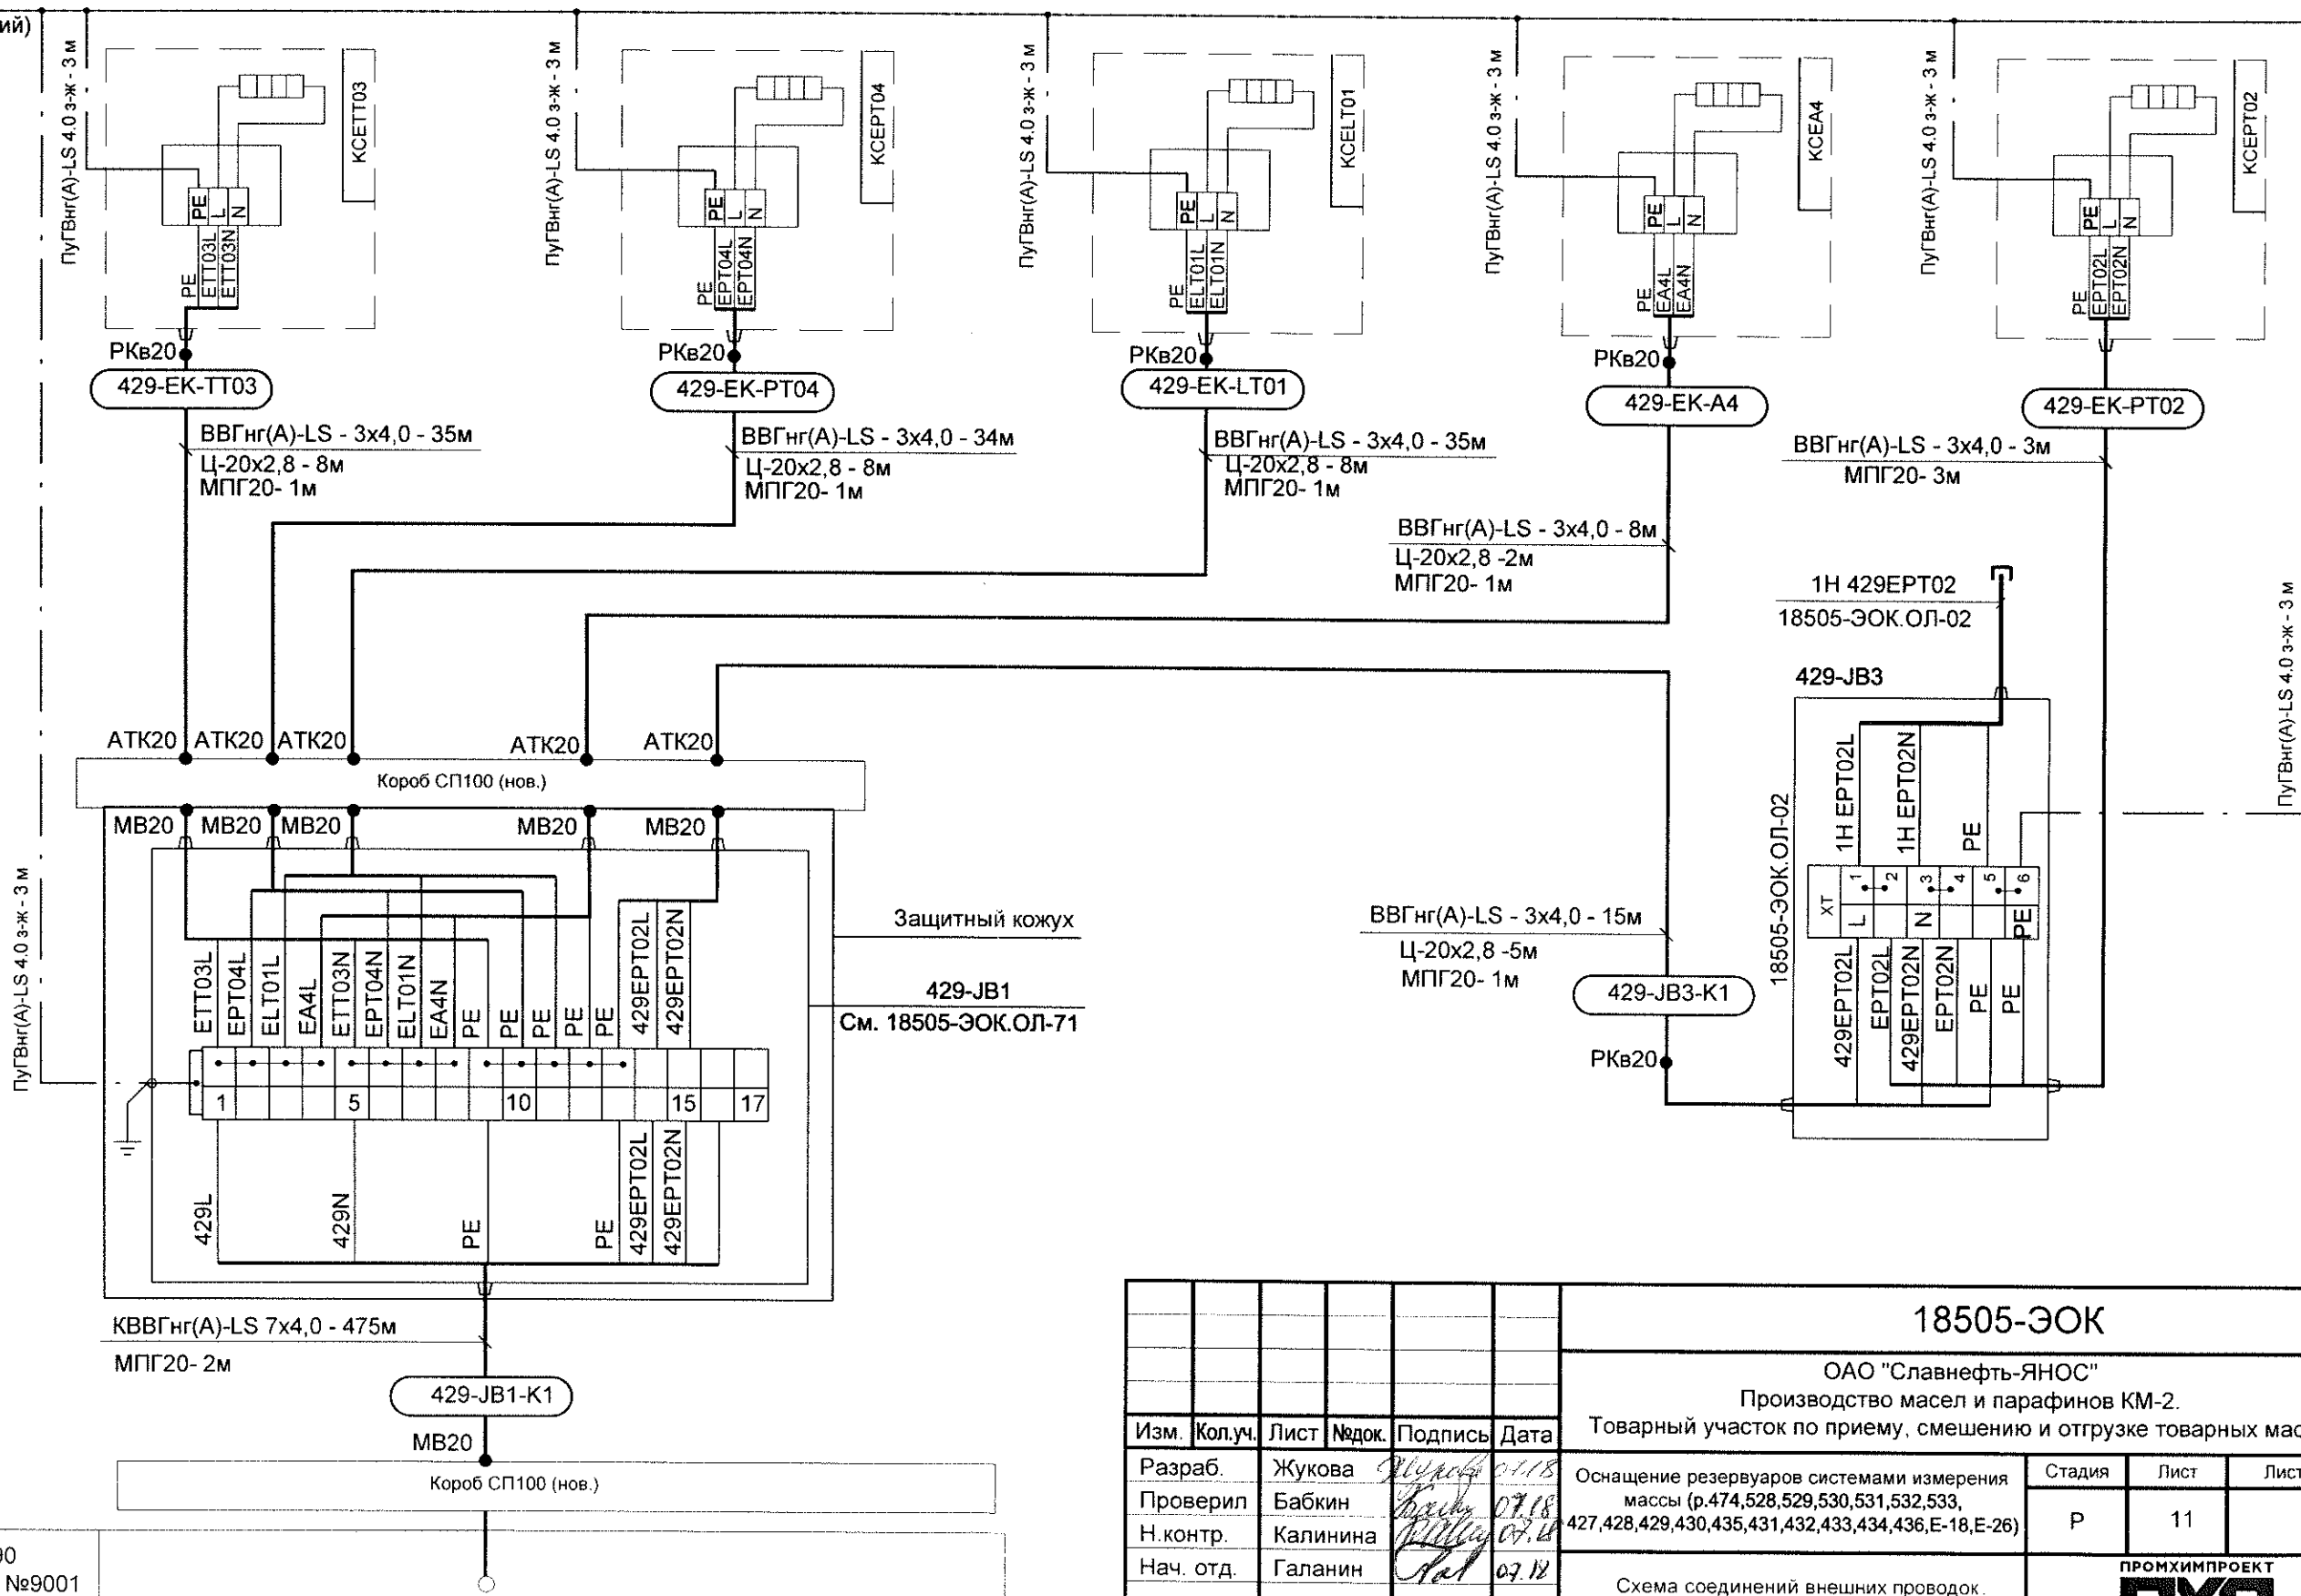 ий)
ПуГВнг(А)-LS 4.0 з-ж - 3 м
KCETT03
PE
L
N
PE
ETT03L
ETT03N
РКв20
429-EK-TT03
ВВГнг(А)-LS - 3х4,0 - 35м
Ц-20х2,8 - 8м
МПГ20- 1м
ПуГВнг(А)-LS 4.0 з-ж - 3 м
KCEPT04
PE
L
N
PE
EPT04L
EPT04N
РКв20
429-EK-PT04
ВВГнг(А)-LS - 3х4,0 - 34м
Ц-20х2,8 - 8м
МПГ20- 1м
ПуГВнг(А)-LS 4.0 з-ж - 3 м
KCELT01
PE
L
N
PE
ELT01L
ELT01N
РКв20
429-EK-LT01
ВВГнг(А)-LS - 3х4,0 - 35м
Ц-20х2,8 - 8м
МПГ20- 1м
ПуГВнг(А)-LS 4.0 з-ж - 3 м
KCEA4
PE
L
N
PE
EA4L
EA4N
РКв20
429-EK-A4
ВВГнг(А)-LS - 3х4,0 - 8м
Ц-20х2,8 -2м
МПГ20- 1м
ПуГВнг(А)-LS 4.0 з-ж - 3 м
KCEPT02
PE
L
N
PE
EPT02L
EPT02N
429-EK-PT02
ВВГнг(А)-LS - 3х4,0 - 3м
МПГ20- 3м
1Н 429EPT02
18505-ЭОК.ОЛ-02
ПуГВнг(А)-LS 4.0 з-ж - 3 м
429-JB3
18505-ЭОК.ОЛ-02
1Н EPT02L
1Н EPT02N
PE
XT
1
2
3
4
5
6
L
N
PE
429EPT02L
EPT02L
429EPT02N
EPT02N
PE
PE
АТК20
АТК20
АТК20
АТК20
АТК20
Короб СП100 (нов.)
МВ20
МВ20
МВ20
МВ20
МВ20
ПуГВнг(А)-LS 4.0 з-ж - 3 м
Защитный кожух
429-JB1
См. 18505-ЭОК.ОЛ-71
ETT03L
EPT04L
ELT01L
EA4L
ETT03N
EPT04N
ELT01N
EA4N
PE
PE
PE
PE
PE
429EPT02L
429EPT02N
1
5
10
15
17
429L
429N
PE
PE
429EPT02L
429EPT02N
ВВГнг(А)-LS - 3х4,0 - 15м
Ц-20х2,8 -5м
МПГ20- 1м
429-JB3-K1
РКв20
КВВГнг(А)-LS 7х4,0 - 475м
МПГ20- 2м
429-JB1-K1
МВ20
Короб СП100 (нов.)
90
№9001
18505-ЭОК
ОАО "Славнефть-ЯНОС"
Производство масел и парафинов КМ-2.
Товарный участок по приему, смешению и отгрузке товарных мас
Изм. Кол.уч. Лист №док. Подпись Дата
Разраб. Жукова 07.18
Проверил Бабкин 07.18
Н.контр. Калинина 07.18
Нач. отд. Галанин 07.18
Оснащение резервуаров системами измерения
массы (р.474,528,529,530,531,532,533,
427,428,429,430,435,431,432,433,434,436,Е-18,Е-26)
Стадия Лист Лист
Р 11
Схема соединений внешних проводок.
ПРОМХИМПРОЕКТ